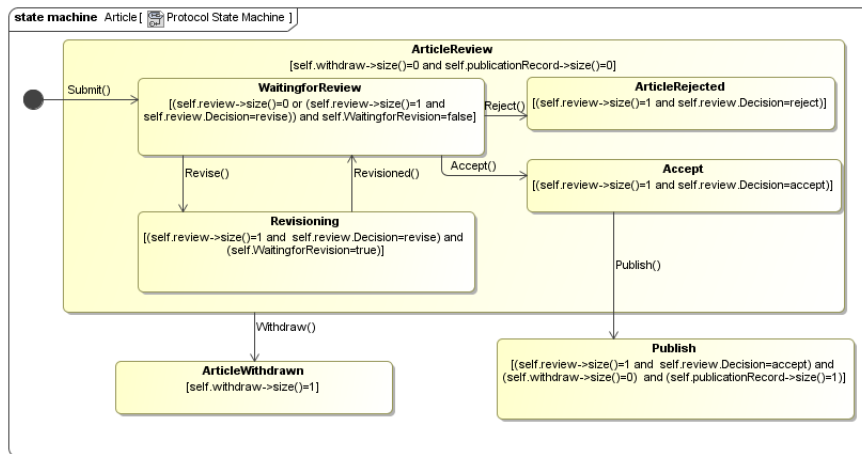 state machine Article [ Protocol State Machine ]
ArticleReview
[self.withdraw->size()=0 and self.publicationRecord->size()=0]
Submit()
WaitingforReview
[(self.review->size()=0 or (self.review->size()=1 and
self.review.Decision=revise)) and self.WaitingforRevision=false]
Reject()
ArticleRejected
[(self.review->size()=1 and self.review.Decision=reject)]
Revise()
Revisioned()
Accept()
Accept
[(self.review->size()=1 and self.review.Decision=accept)]
Revisioning
[(self.review->size()=1 and self.review.Decision=revise) and
(self.WaitingforRevision=true)]
Publish()
Withdraw()
ArticleWithdrawn
[self.withdraw->size()=1]
Publish
[(self.review->size()=1 and self.review.Decision=accept) and
(self.withdraw->size()=0) and (self.publicationRecord->size()=1)]